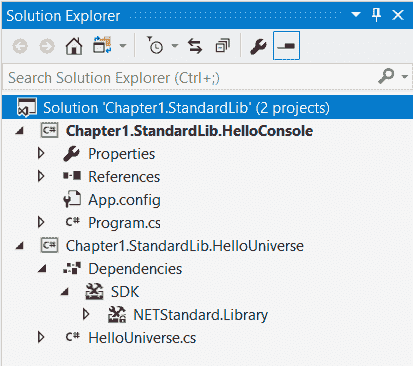 Solution Explorer
Search Solution Explorer (Ctrl+;)
Solution 'Chapter1.StandardLib' (2 projects)
C# Chapter1.StandardLib.HelloConsole
Properties
References
App.config
C# Program.cs
C# Chapter1.StandardLib.HelloUniverse
Dependencies
SDK
NETStandard.Library
C# HelloUniverse.cs